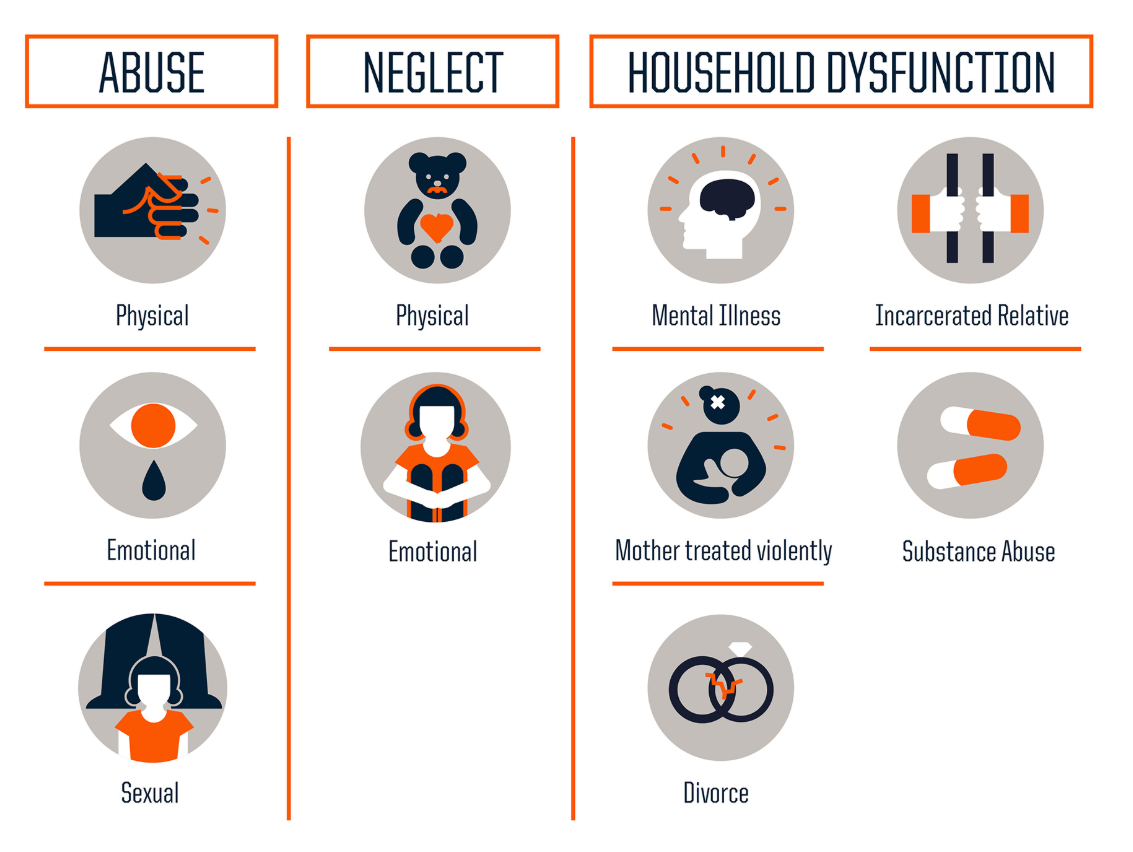 ABUSE
NEGLECT
HOUSEHOLD DYSFUNCTION
Physical
Physical
Mental Illness
Incarcerated Relative
Emotional
Emotional
Mother treated violently
Substance Abuse
Sexual
Divorce